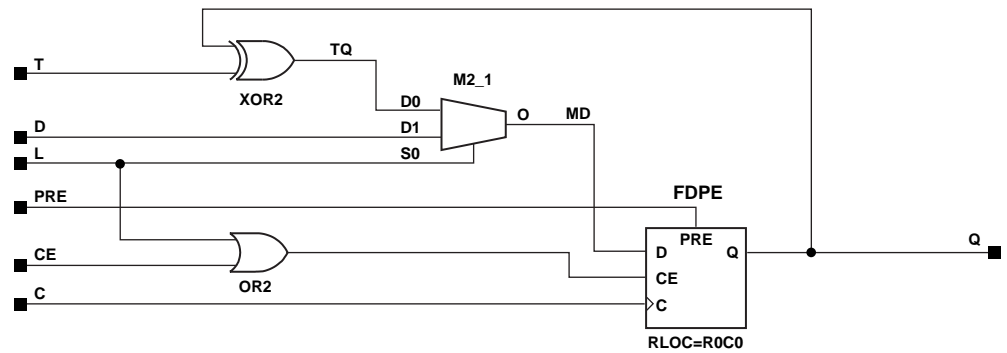 TQ
T
M2_1
XOR2
D0
O
MD
D
D1
L
S0
PRE
FDPE
PRE
Q
D
Q
CE
CE
OR2
C
C
RLOC=R0C0